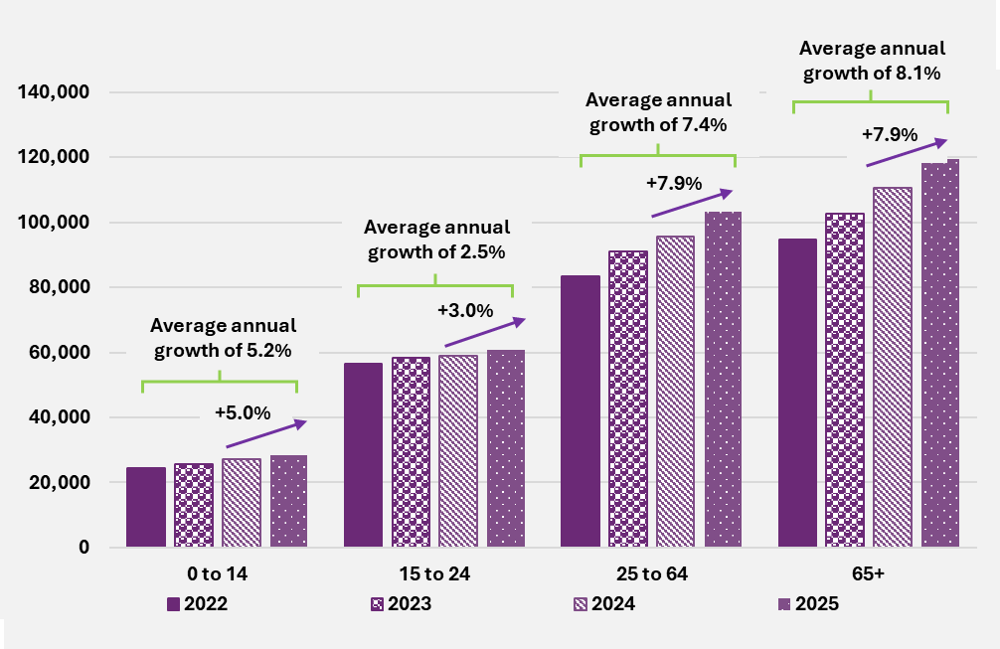 Average annual
growth of 8.1%
140,000
Average annual
growth of 7.4%
+7.9%
120,000
+7.9%
100,000
Average annual
growth of 2.5%
80,000
+3.0%
Average annual
growth of 5.2%
60,000
+5.0%
40,000
20,000
0
0 to 14
15 to 24
25 to 64
65+
2022
2023
2024
2025